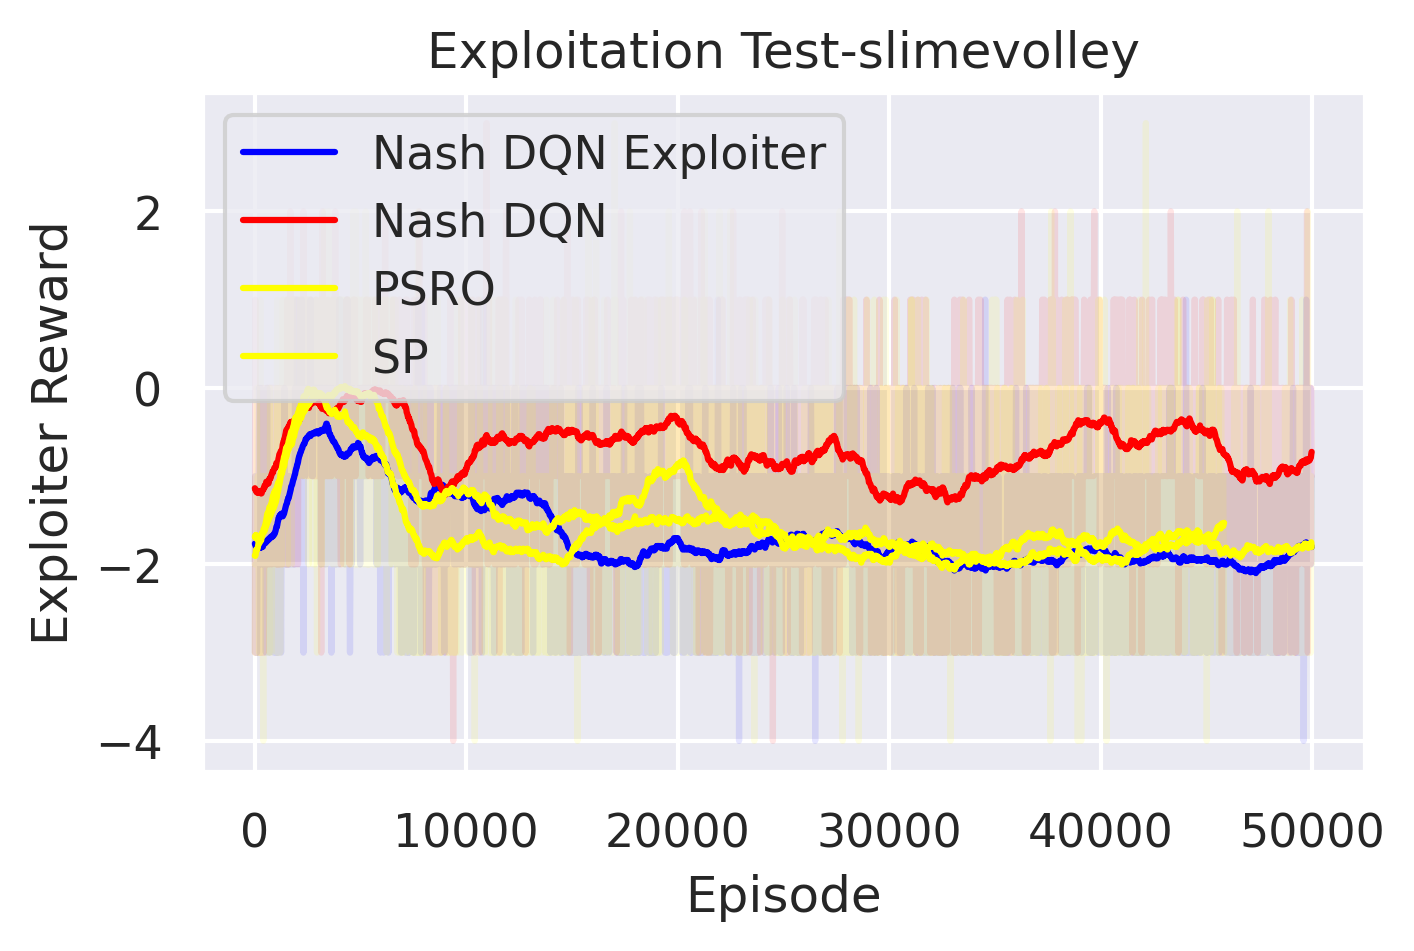 Exploitation Test-slimevolley
Nash DQN Exploiter
Nash DQN
PSRO
SP
Exploiter Reward
2
0
−2
−4
0 10000 20000 30000 40000 50000
Episode